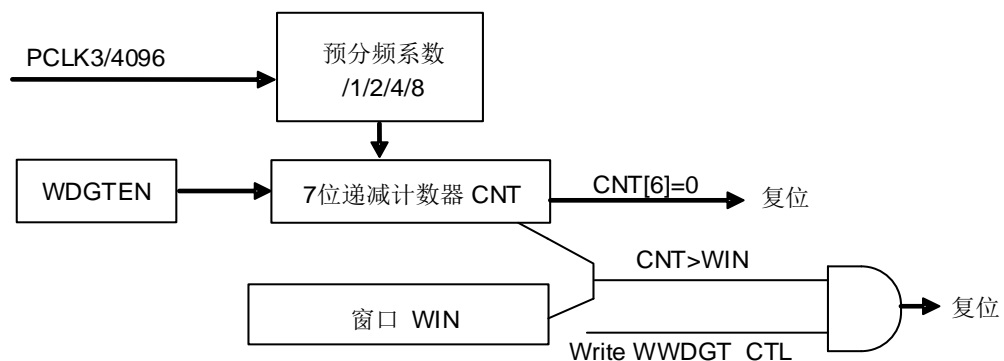 PCLK3/4096
预分频系数
/1/2/4/8
WDGTEN
7位递减计数器 CNT
CNT[6]=0
复位
CNT>WIN
窗口 WIN
复位
Write WWDGT_CTL